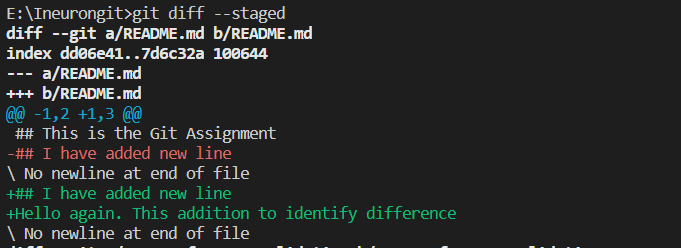 E:\Ineurongit>git diff --staged
diff --git a/README.md b/README.md
index dd06e41..7d6c32a 100644
--- a/README.md
+++ b/README.md
@@ -1,2 +1,3 @@
 ## This is the Git Assignment
-## I have added new line
\ No newline at end of file
+## I have added new line
+Hello again. This addition to identify difference
\ No newline at end of file